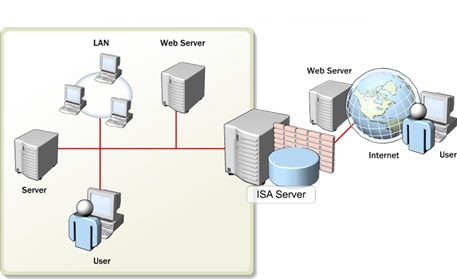 LAN
Web Server
Web Server
Server
ISA Server
Internet
User
User